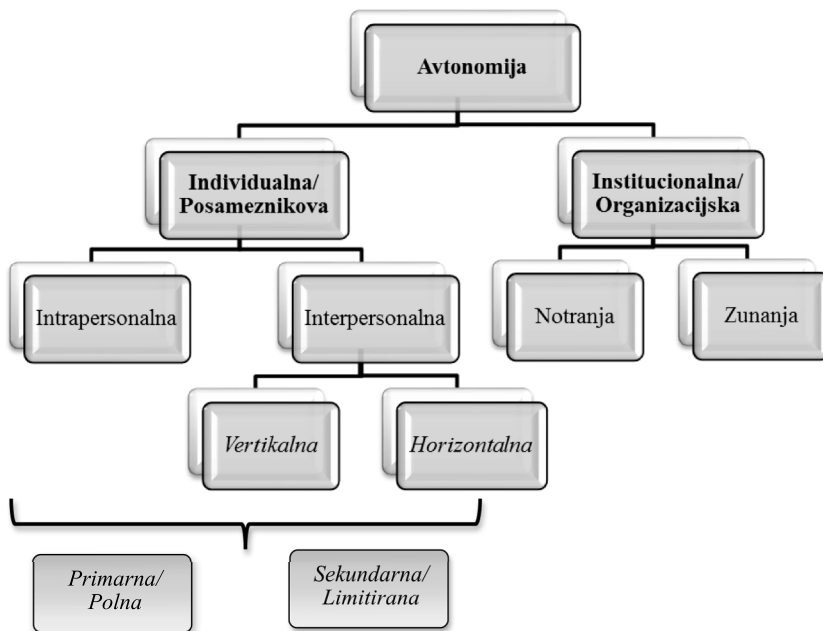 Avtonomija
Individualna/
Posameznikova
Institucionalna/
Organizacijska
Intrapersonalna
Interpersonalna
Notranja
Zunanja
Vertikalna
Horizontalna
Primarna/
Polna
Sekundarna/
Limitirana